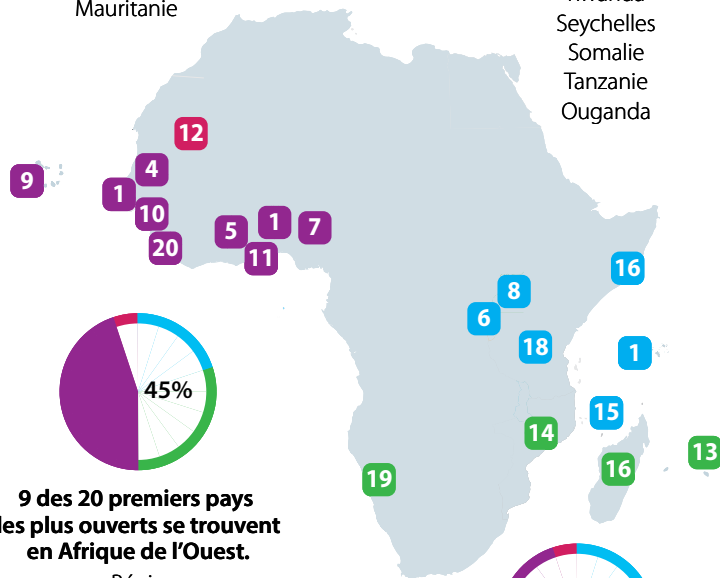 Mauritanie
Seychelles
Somalie
Tanzanie
Ouganda
12
4
9
1
10
20
5
1
7
11
16
8
6
18
1
15
14
13
16
19
45%
9 des 20 premiers pays
les plus ouverts se trouvent
en Afrique de l’Ouest.